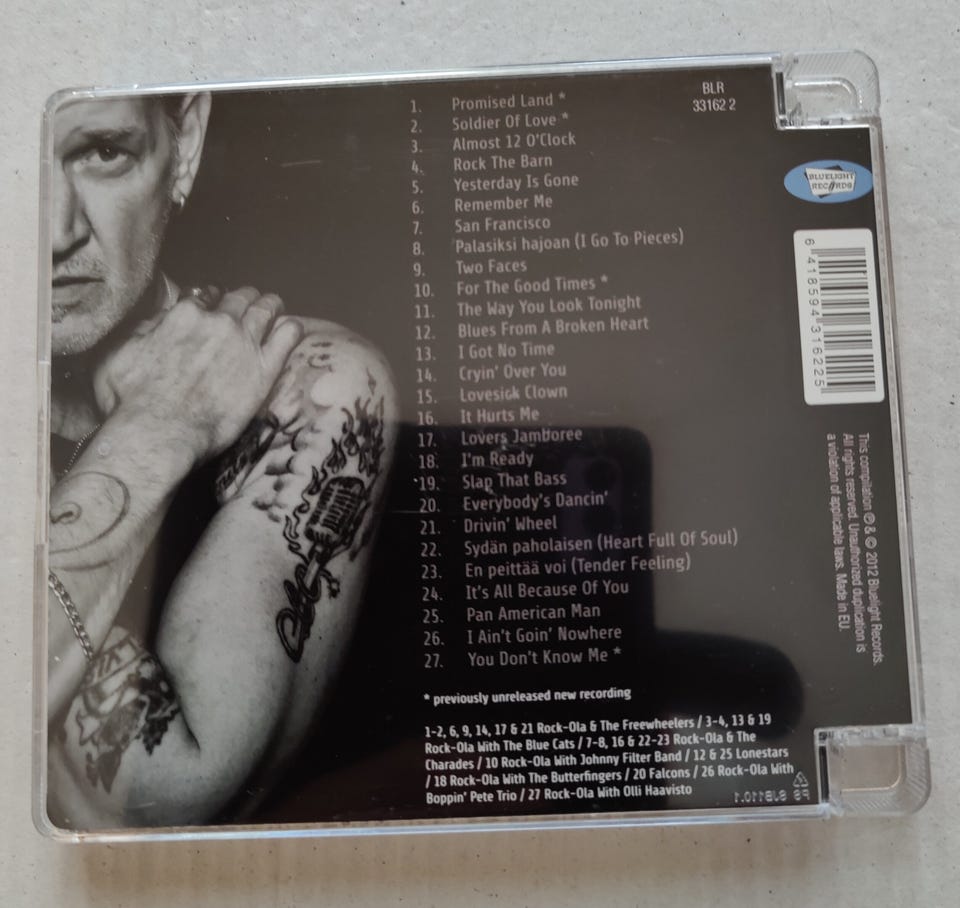 1. Promised Land *
2. Soldier Of Love *
3. Almost 12 O'Clock
4. Rock The Barn
5. Yesterday Is Gone
6. Remember Me
7. San Francisco
8. Palasiksi hajoan (I Go To Pieces)
9. Two Faces
10. For The Good Times *
11. The Way You Look Tonight
12. Blues From A Broken Heart
13. I Got No Time
14. Cryin' Over You
15. Lovesick Clown
16. It Hurts Me
17. Lovers Jamboree
18. I'm Ready
19. Slap That Bass
20. Everybody's Dancin'
21. Drivin' Wheel
22. Sydän paholaisen (Heart Full Of Soul)
23. En peittää voi (Tender Feeling)
24. It's All Because Of You
25. Pan American Man
26. I Ain't Goin' Nowhere
27. You Don't Know Me *
* previously unreleased new recording
1-2, 6, 9, 14, 17 & 21 Rock-Ola & The Freewheelers / 3-4, 13 & 19
Rock-Ola With The Blue Cats / 7-8, 16 & 22-23 Rock-Ola & The
Charades / 10 Rock-Ola With Johnny Filter Band / 12 & 25 Lonestars
/ 18 Rock-Ola With The Butterfingers / 20 Falcons / 26 Rock-Ola With
Boppin' Pete Trio / 27 Rock-Ola With Olli Haavisto
BLR
33162 2
BLUELIGHT
RECORDS
6 418594 316225
This compilation ℗ & © 2012 Bluelight Records.
All rights reserved. Unauthorized duplication is
a violation of applicable laws. Made in EU.